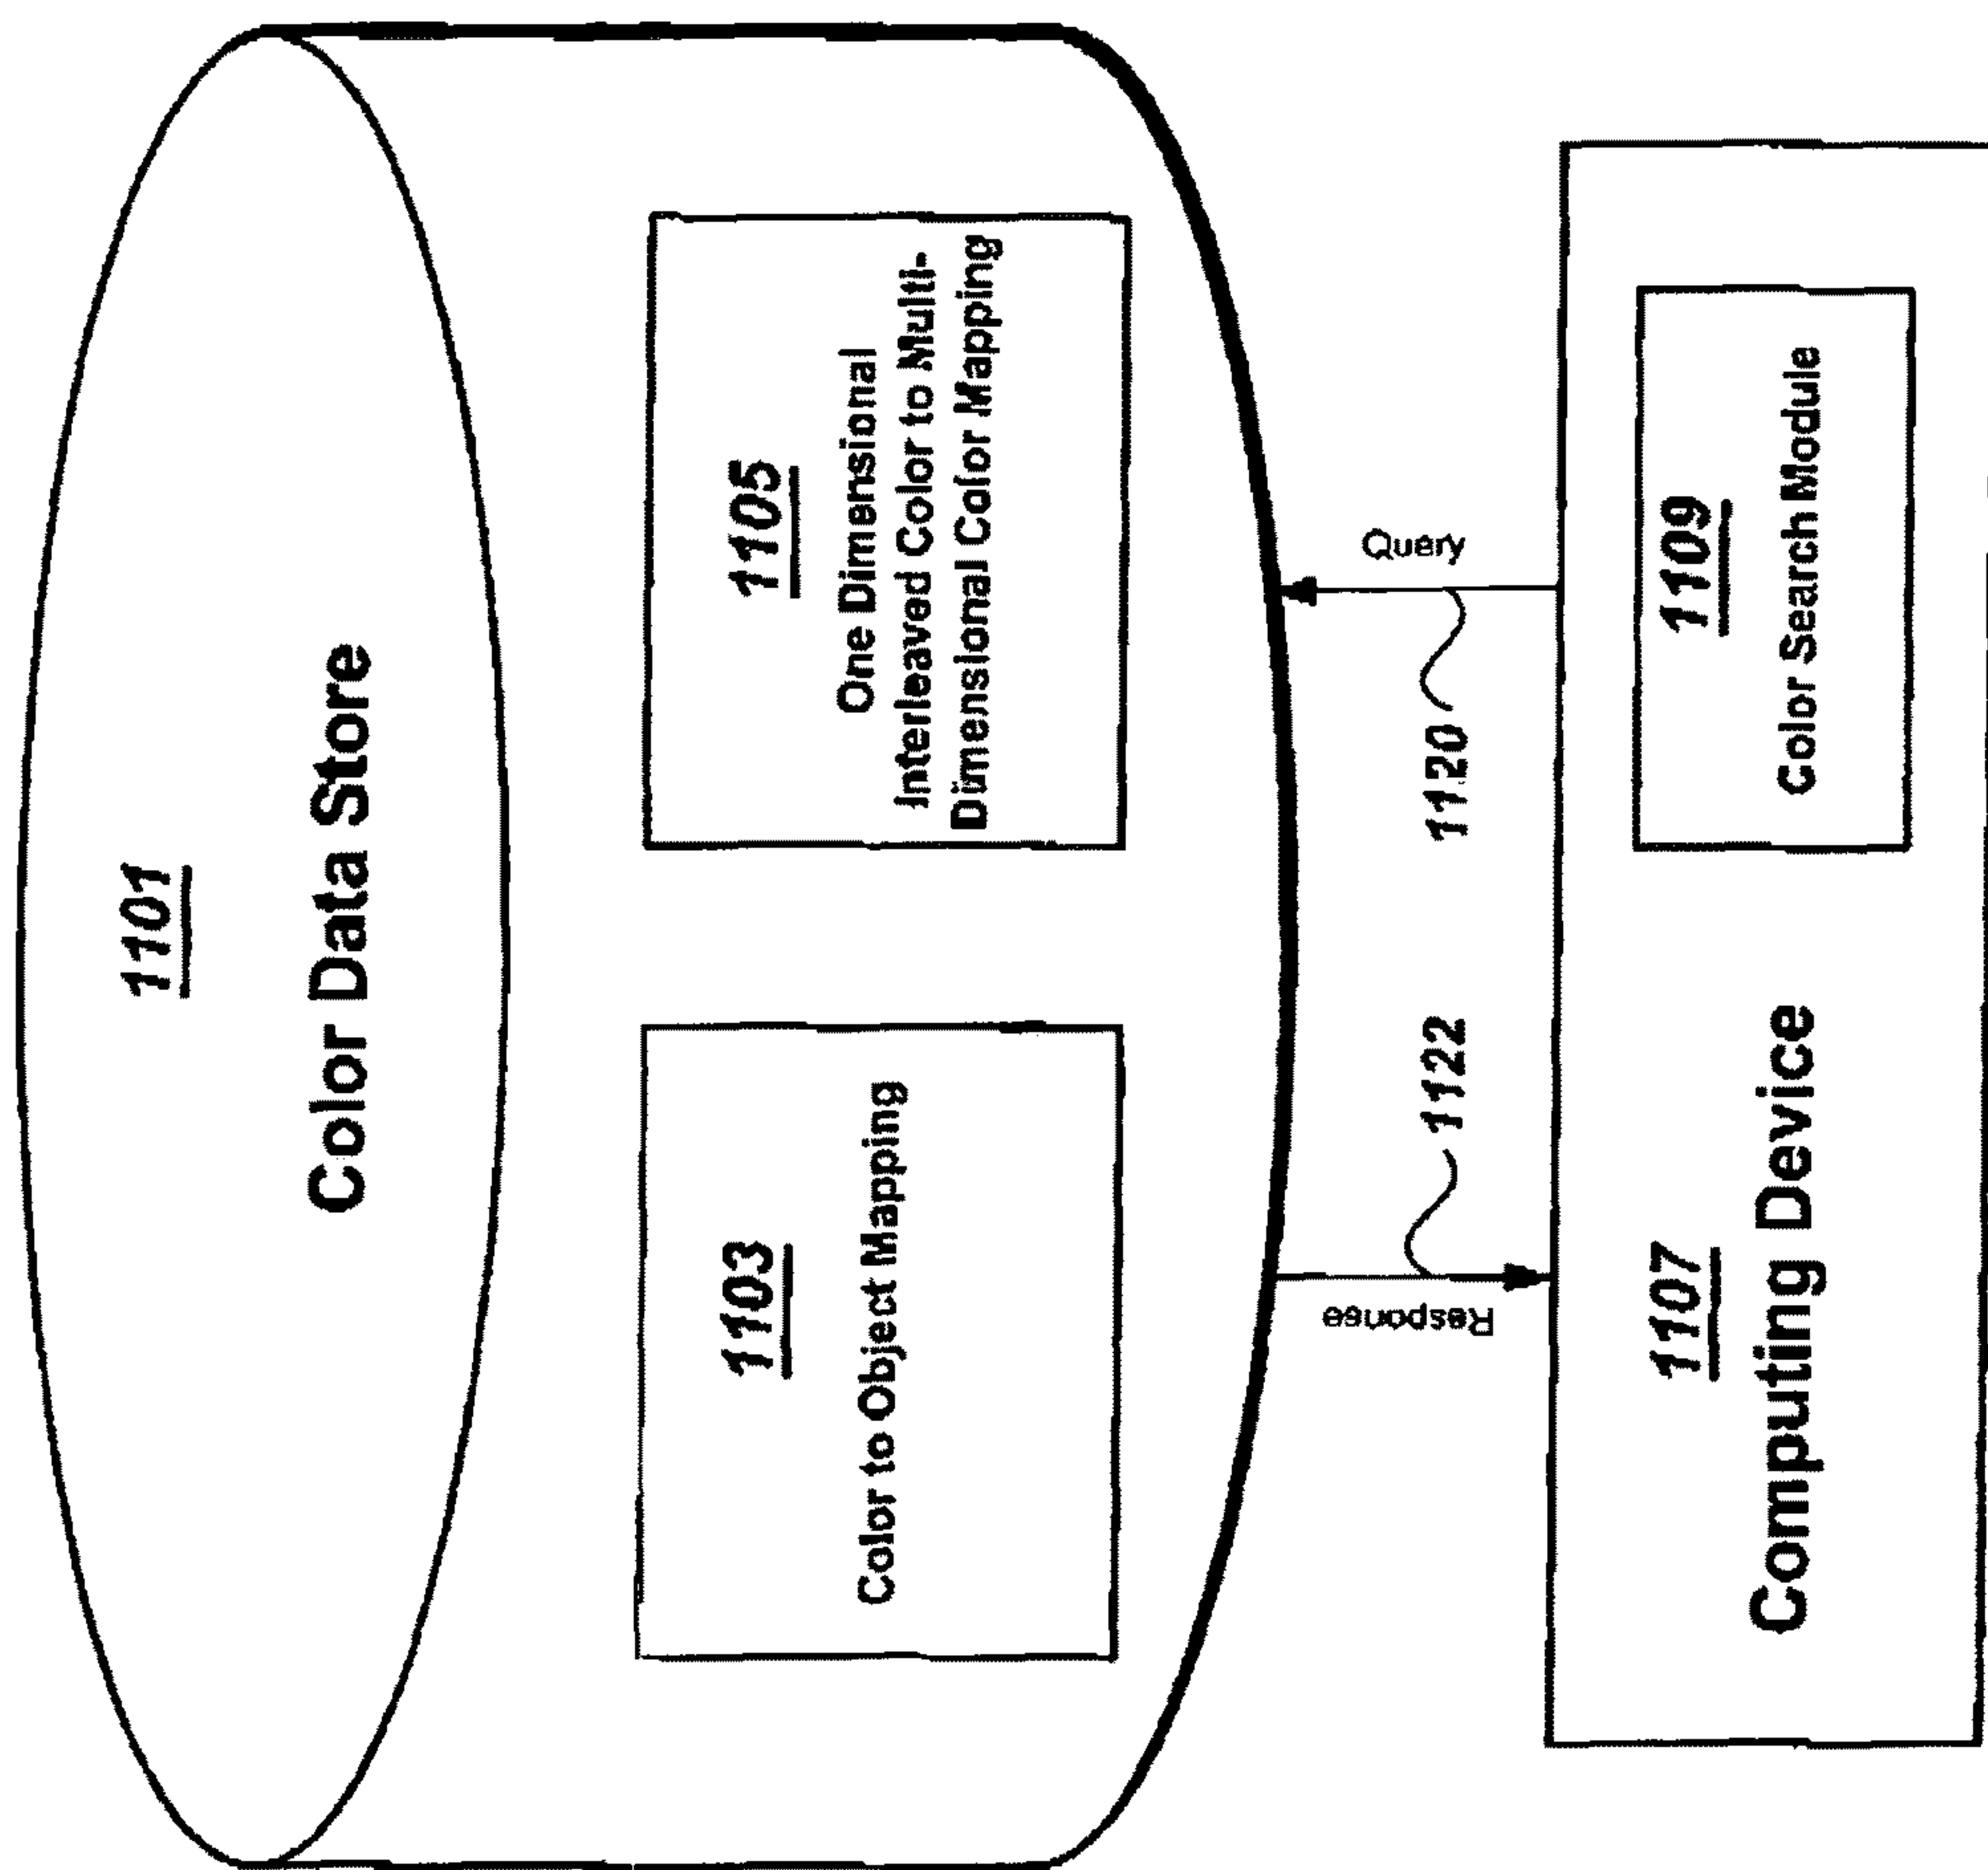 1101
Color Data Store
1103
Color to Object Mapping
1105
One Dimensional
Interleaved Color to Multi-
Dimensional Color Mapping
Response
1122
1120
Query
1107
Computing Device
1109
Color Search Module